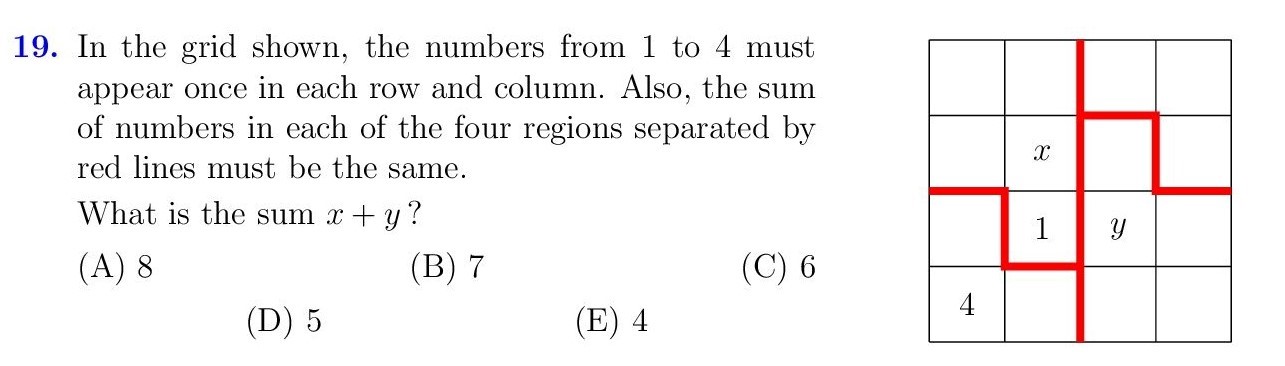 19. In the grid shown, the numbers from 1 to 4 must
appear once in each row and column. Also, the sum
of numbers in each of the four regions separated by
red lines must be the same.
What is the sum x + y ?
(A) 8 (B) 7 (C) 6
(D) 5 (E) 4
x
1 y
4